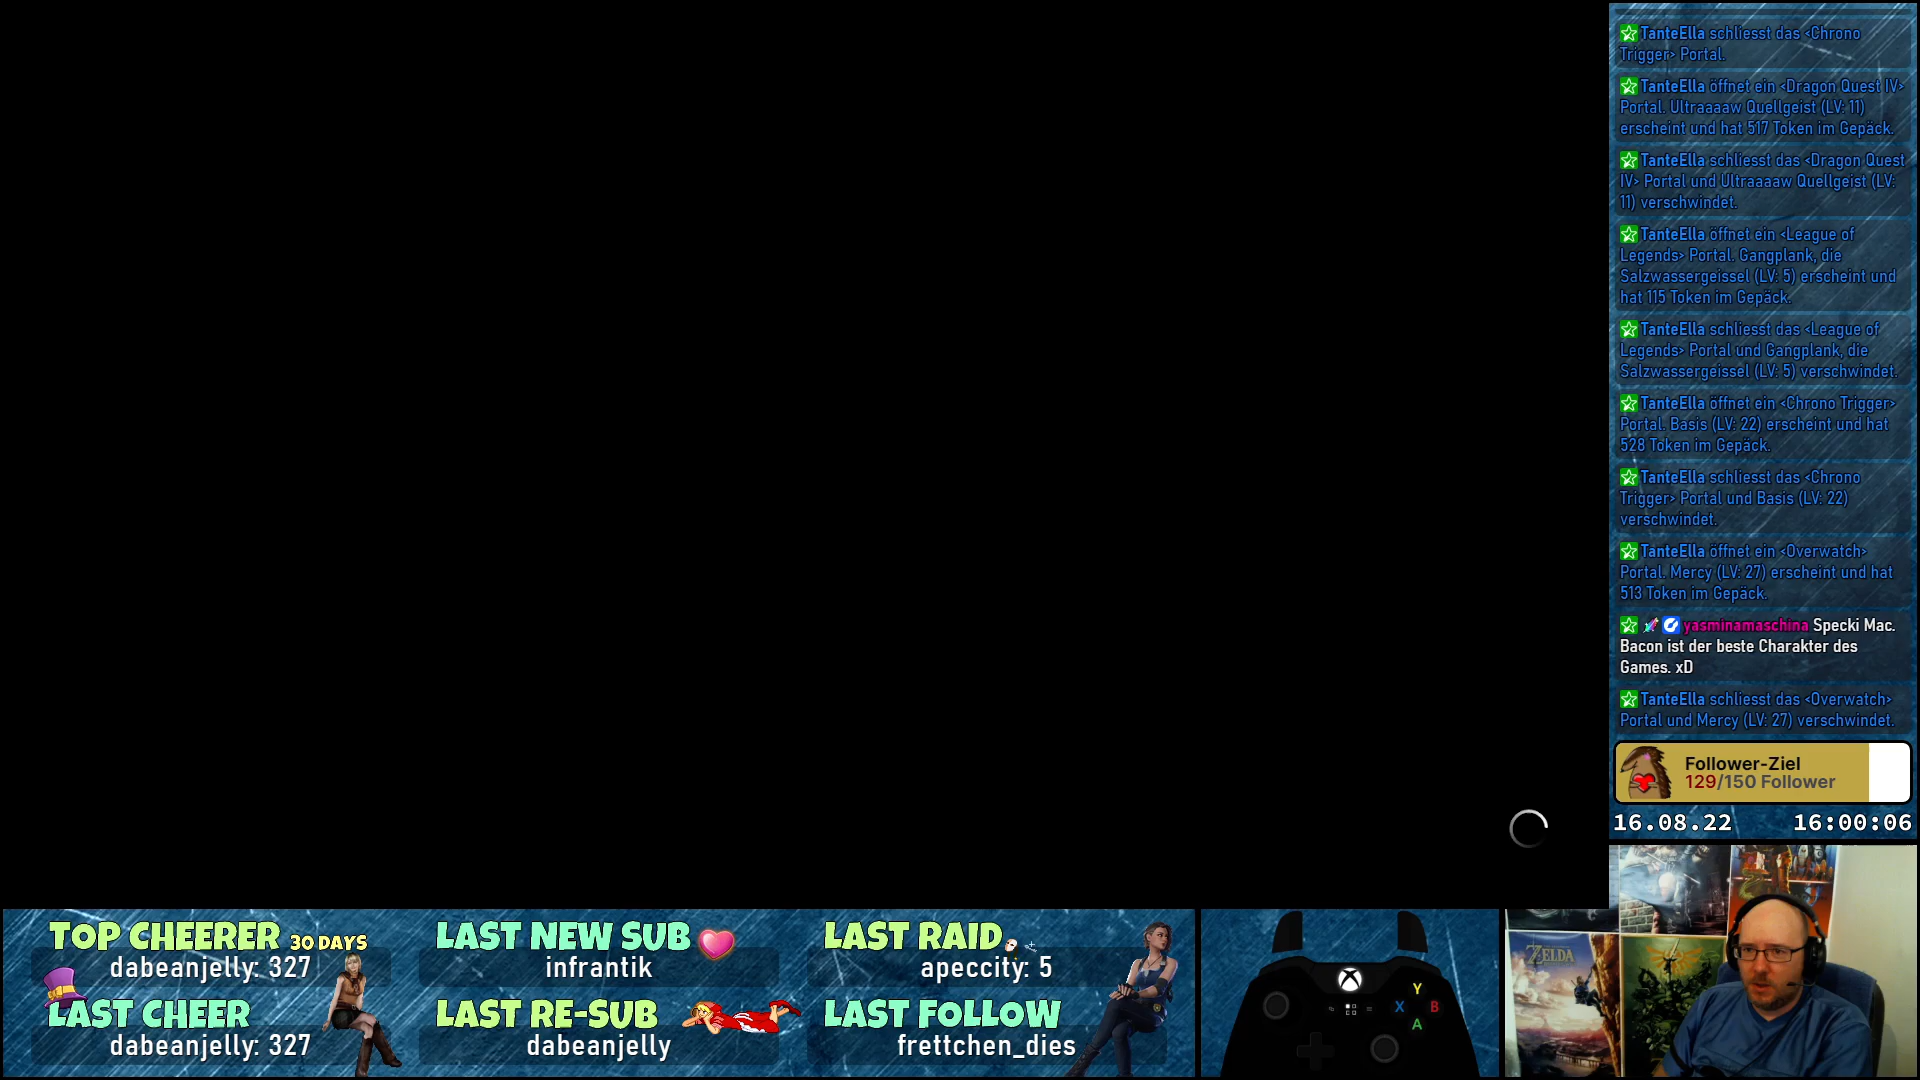 TanteElla schliesst das <Chrono
Trigger> Portal.
TanteElla öffnet ein <Dragon Quest IV>
Portal. Ultraaaaw Quellgeist (LV: 11)
erscheint und hat 517 Token im Gepäck.
TanteElla schliesst das <Dragon Quest
IV> Portal und Ultraaaaw Quellgeist (LV:
11) verschwindet.
TanteElla öffnet ein <League of
Legends> Portal. Gangplank, die
Salzwassergeissel (LV: 5) erscheint und
hat 115 Token im Gepäck.
TanteElla schliesst das <League of
Legends> Portal und Gangplank, die
Salzwassergeissel (LV: 5) verschwindet.
TanteElla öffnet ein <Chrono Trigger>
Portal. Basis (LV: 22) erscheint und hat
528 Token im Gepäck.
TanteElla schliesst das <Chrono
Trigger> Portal und Basis (LV: 22)
verschwindet.
TanteElla öffnet ein <Overwatch>
Portal. Mercy (LV: 27) erscheint und hat
513 Token im Gepäck.
yasminamaschina Specki Mac.
Bacon ist der beste Charakter des
Games. xD
TanteElla schliesst das <Overwatch>
Portal und Mercy (LV: 27) verschwindet.
Follower-Ziel
129/150 Follower
16.08.22 16:00:06
TOP CHEERER 30 DAYS
dabeanjelly: 327
LAST CHEER
dabeanjelly: 327
LAST NEW SUB
infrantik
LAST RE-SUB
dabeanjelly
LAST RAID
apeccity: 5
LAST FOLLOW
frettchen_dies
Y
X B
A
ZELDA